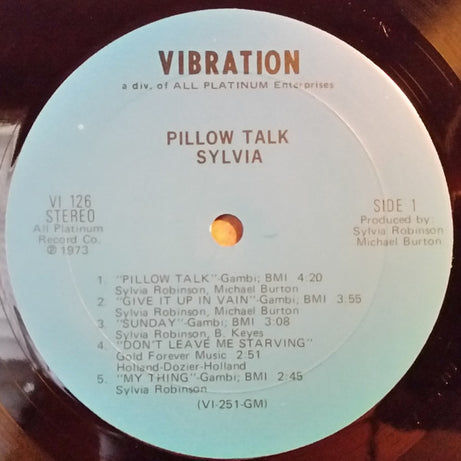 VIBRATION
a div. of ALL PLATINUM Enterprises
PILLOW TALK
SYLVIA
VI 126
STEREO
All Platinum
Record Co.
℗ 1973
SIDE 1
Produced by:
Sylvia Robinson
Michael Burton
1. "PILLOW TALK"-Gambi; BMI 4:20
Sylvia Robinson, Michael Burton
2. "GIVE IT UP IN VAIN"-Gambi; BMI 3:55
Sylvia Robinson, Michael Burton
3. "SUNDAY"-Gambi; BMI 3:08
Sylvia Robinson, B. Keyes
4. "DON'T LEAVE ME STARVING"
Gold Forever Music 2:51
Holland-Dozier-Holland
5. "MY THING"-Gambi; BMI 2:45
Sylvia Robinson
(VI-251-GM)